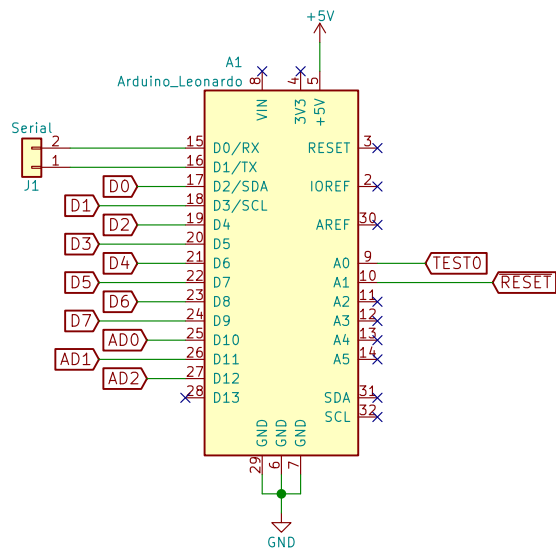 +5V
A1
Arduino_Leonardo
8 4 5
VIN 3V3 +5V
Serial
2 15 D0/RX RESET 3
1 16 D1/TX
J1
D0 17 D2/SDA IOREF 2
D1 18 D3/SCL
D2 19 D4 AREF 30
D3 20 D5
D4 21 D6 A0 9 TEST0
D5 22 D7 A1 10 RESET
D6 23 D8 A2 11
D7 24 D9 A3 12
AD0 25 D10 A4 13
AD1 26 D11 A5 14
AD2 27 D12
28 D13 SDA 31
SCL 32
GND GND GND
29 6 7
GND